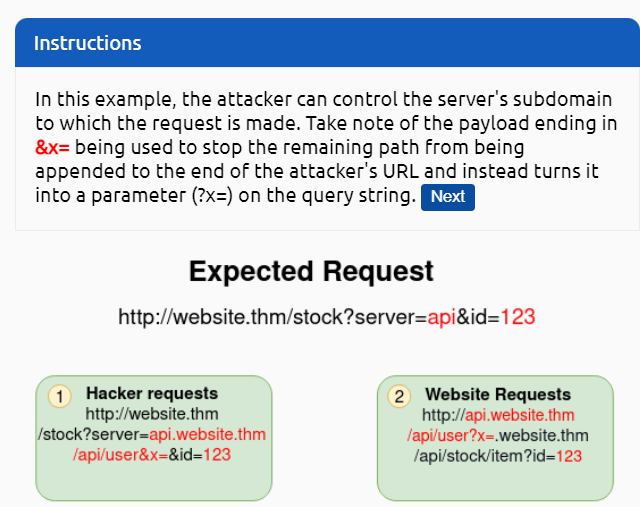 Instructions
In this example, the attacker can control the server's subdomain
to which the request is made. Take note of the payload ending in
&x= being used to stop the remaining path from being
appended to the end of the attacker's URL and instead turns it
into a parameter (?x=) on the query string. Next
Expected Request
http://website.thm/stock?server=api&id=123
1 Hacker requests
http://website.thm
/stock?server=api.website.thm
/api/user&x=&id=123
2 Website Requests
http://api.website.thm
/api/user?x=.website.thm
/api/stock/item?id=123